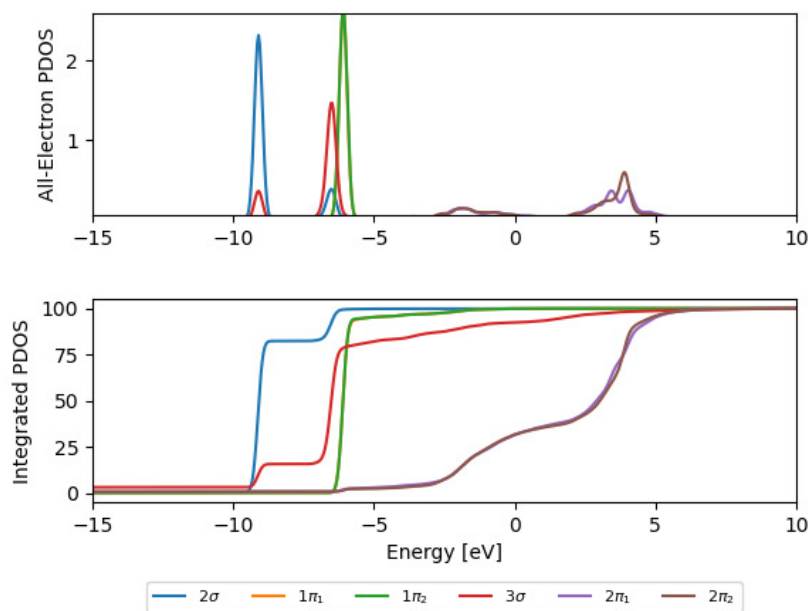 All-Electron PDOS
2
1
−15 −10 −5 0 5 10
Integrated PDOS
100
75
50
25
0
−15 −10 −5 0 5 10
Energy [eV]
2σ 1π₁ 1π₂ 3σ 2π₁ 2π₂